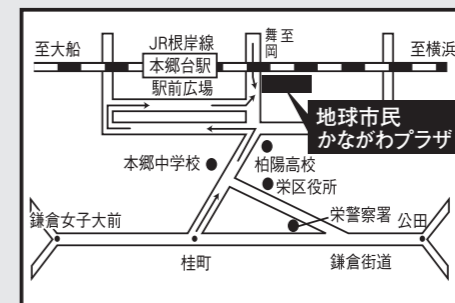 至大船
JR根岸線
本郷台駅
駅前広場
舞岡
至
至横浜
地球市民
かながわプラザ
本郷中学校
柏陽高校
栄区役所
栄警察署
鎌倉女子大前
公田
桂町
鎌倉街道